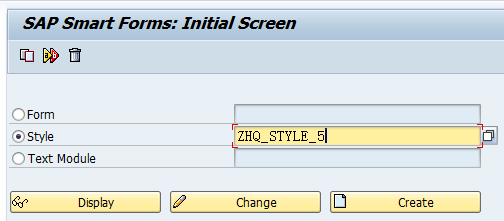 SAP Smart Forms: Initial Screen
Form
Style
ZHQ_STYLE_5
Text Module
Display
Change
Create